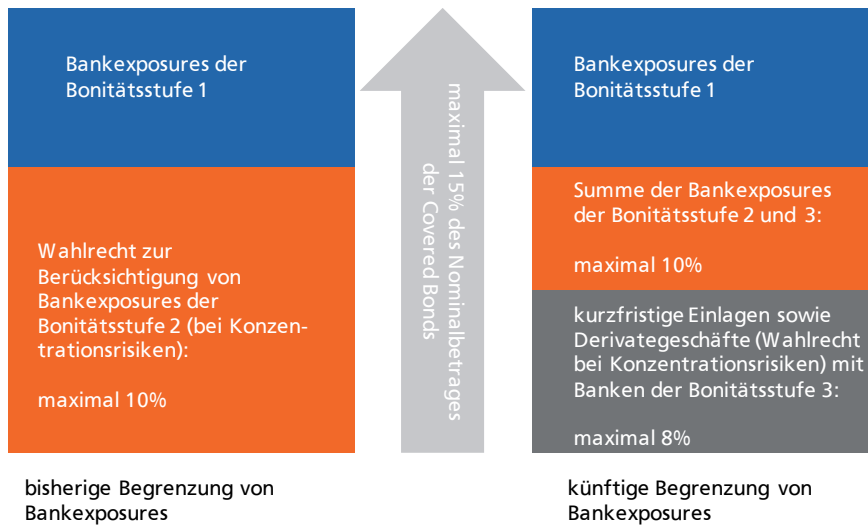 Bankexposures der
Bonitätsstufe 1
Wahlrecht zur
Berücksichtigung von
Bankexposures der
Bonitätsstufe 2 (bei Konzen-
trationsrisiken):
maximal 10%
bisherige Begrenzung von
Bankexposures
maximal 15% des Nominalbetrages
der Covered Bonds
Bankexposures der
Bonitätsstufe 1
Summe der Bankexposures
der Bonitätsstufe 2 und 3:
maximal 10%
kurzfristige Einlagen sowie
Derivategeschäfte (Wahlrecht
bei Konzentrationsrisiken) mit
Banken der Bonitätsstufe 3:
maximal 8%
künftige Begrenzung von
Bankexposures